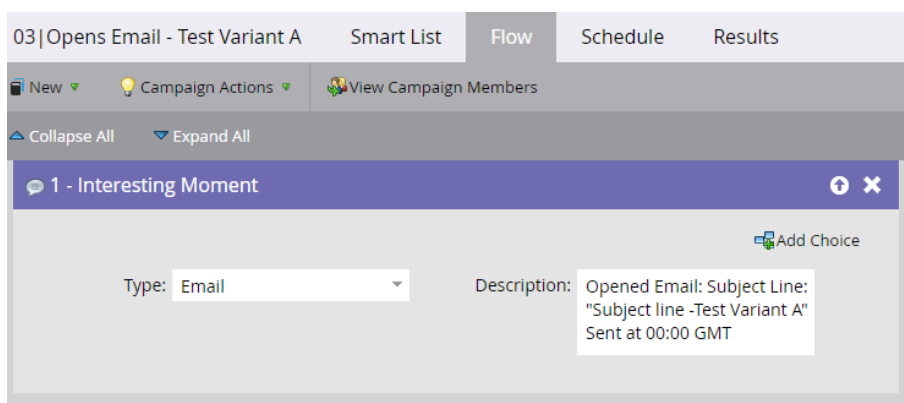 03|Opens Email - Test Variant A Smart List Flow Schedule Results
New Campaign Actions View Campaign Members
Collapse All Expand All
1 - Interesting Moment
Add Choice
Type: Email Description: Opened Email: Subject Line:
"Subject line -Test Variant A"
Sent at 00:00 GMT